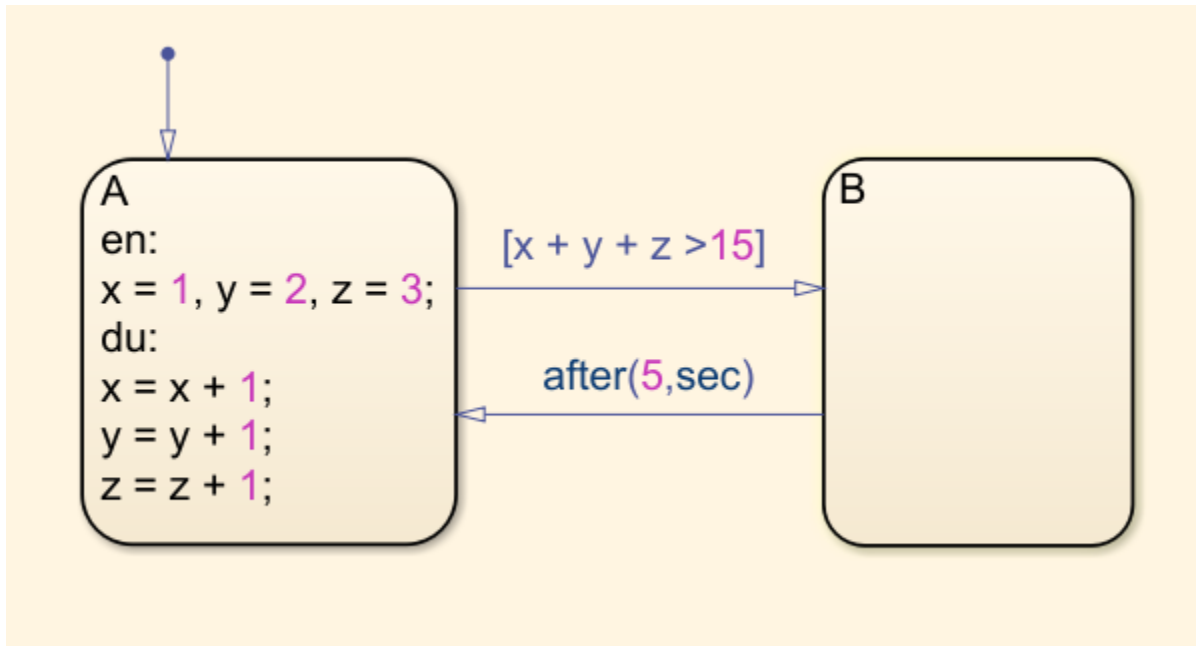 A
en:
x = 1, y = 2, z = 3;
du:
x = x + 1;
y = y + 1;
z = z + 1;
[x + y + z >15]
after(5,sec)
B